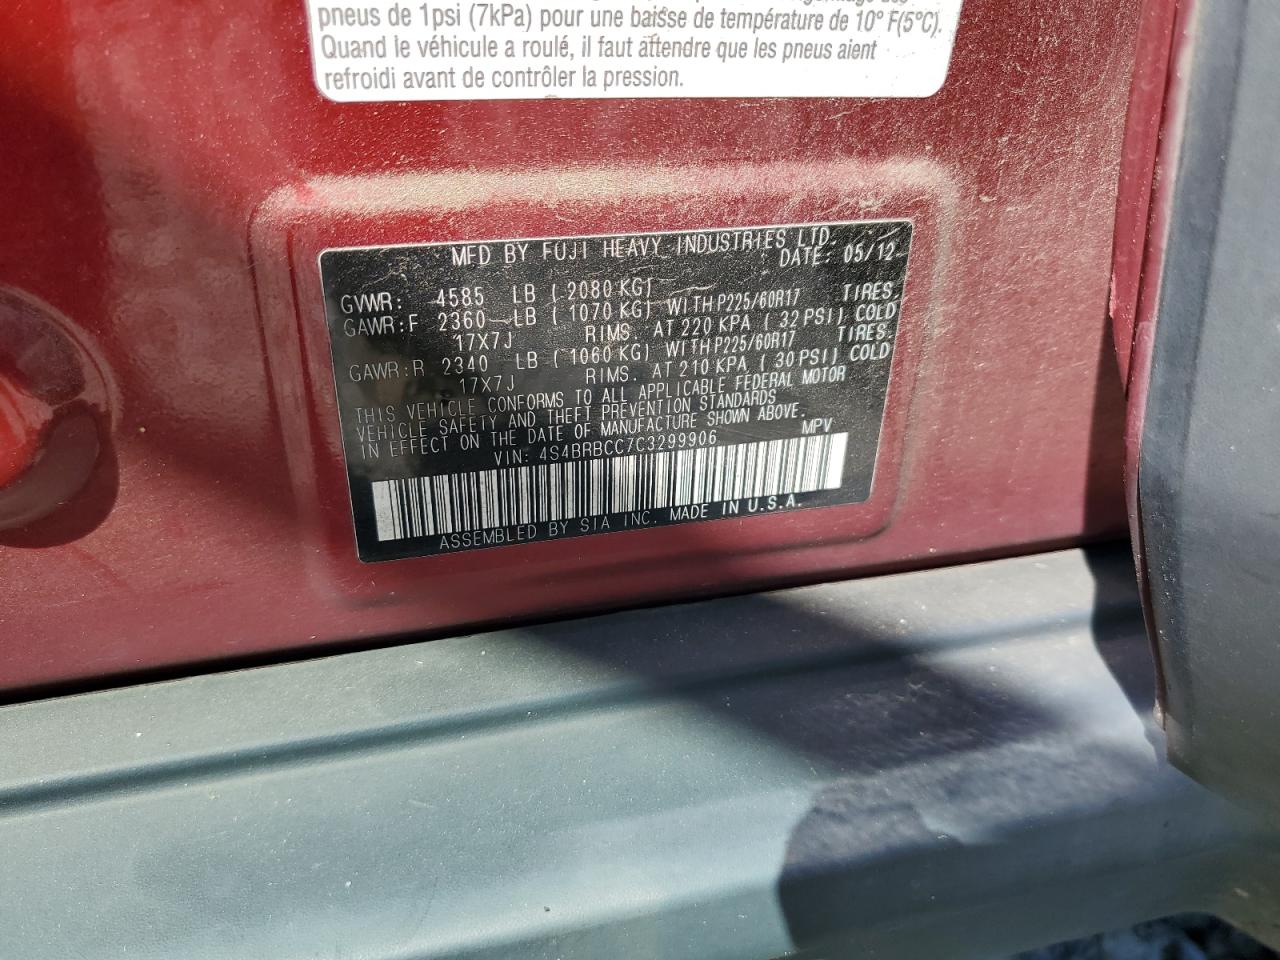 pneus de 1psi (7kPa) pour une baisse de température de 10° F(5°C).
Quand le véhicule a roulé, il faut attendre que les pneus aient
refroidi avant de contrôler la pression.
MFD BY FUJI HEAVY INDUSTRIES LTD.
DATE: 05/12
GVWR: 4585 LB (2080 KG)
GAWR:F 2360 LB (1070 KG) WITH P225/60R17 TIRES,
17X7J RIMS, AT 220 KPA (32 PSI) COLD
GAWR:R 2340 LB (1060 KG) WITH P225/60R17 TIRES,
17X7J RIMS, AT 210 KPA (30 PSI) COLD
THIS VEHICLE CONFORMS TO ALL APPLICABLE FEDERAL MOTOR
VEHICLE SAFETY AND THEFT PREVENTION STANDARDS
IN EFFECT ON THE DATE OF MANUFACTURE SHOWN ABOVE.
VIN: 4S4BRBCC7C3299906 MPV
ASSEMBLED BY SIA INC. MADE IN U.S.A.